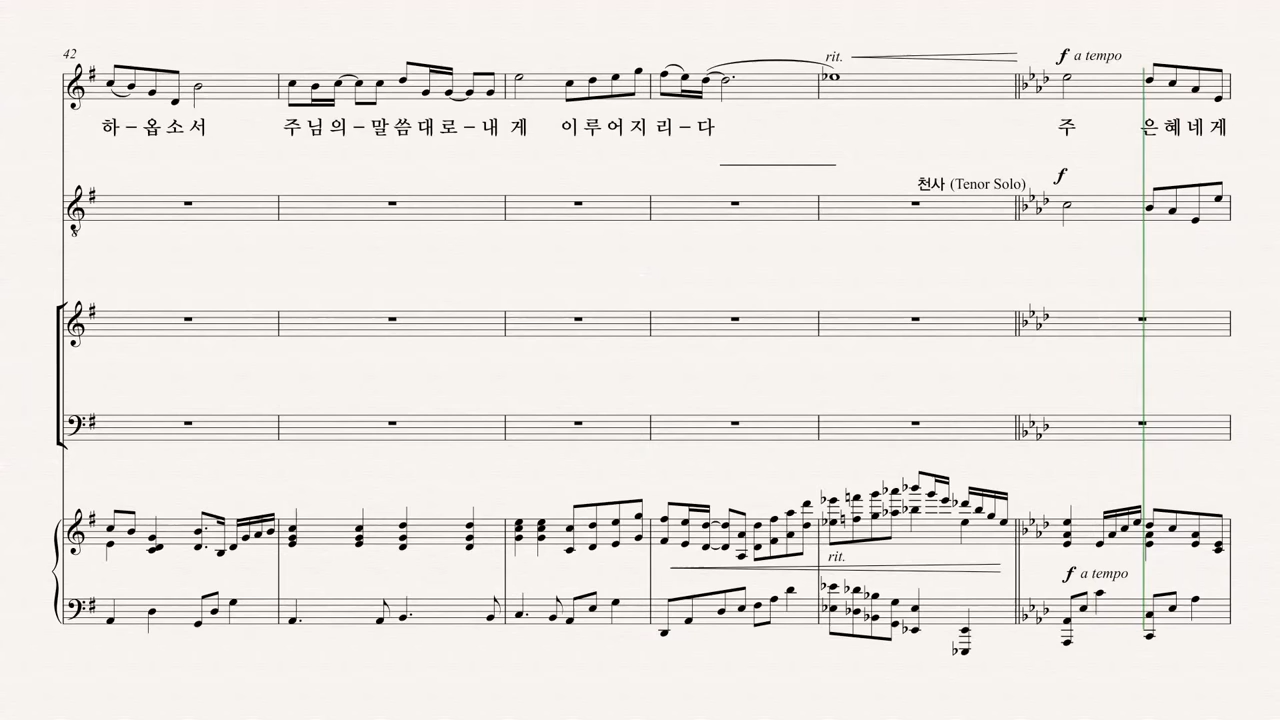 42
rit.
f a tempo
하 – 옵 소 서 주 님 의 – 말 씀 대 로 – 내 게 이 루 어 지 리 – 다 주 은 혜 네 게
천사 (Tenor Solo)
f
rit.
f a tempo